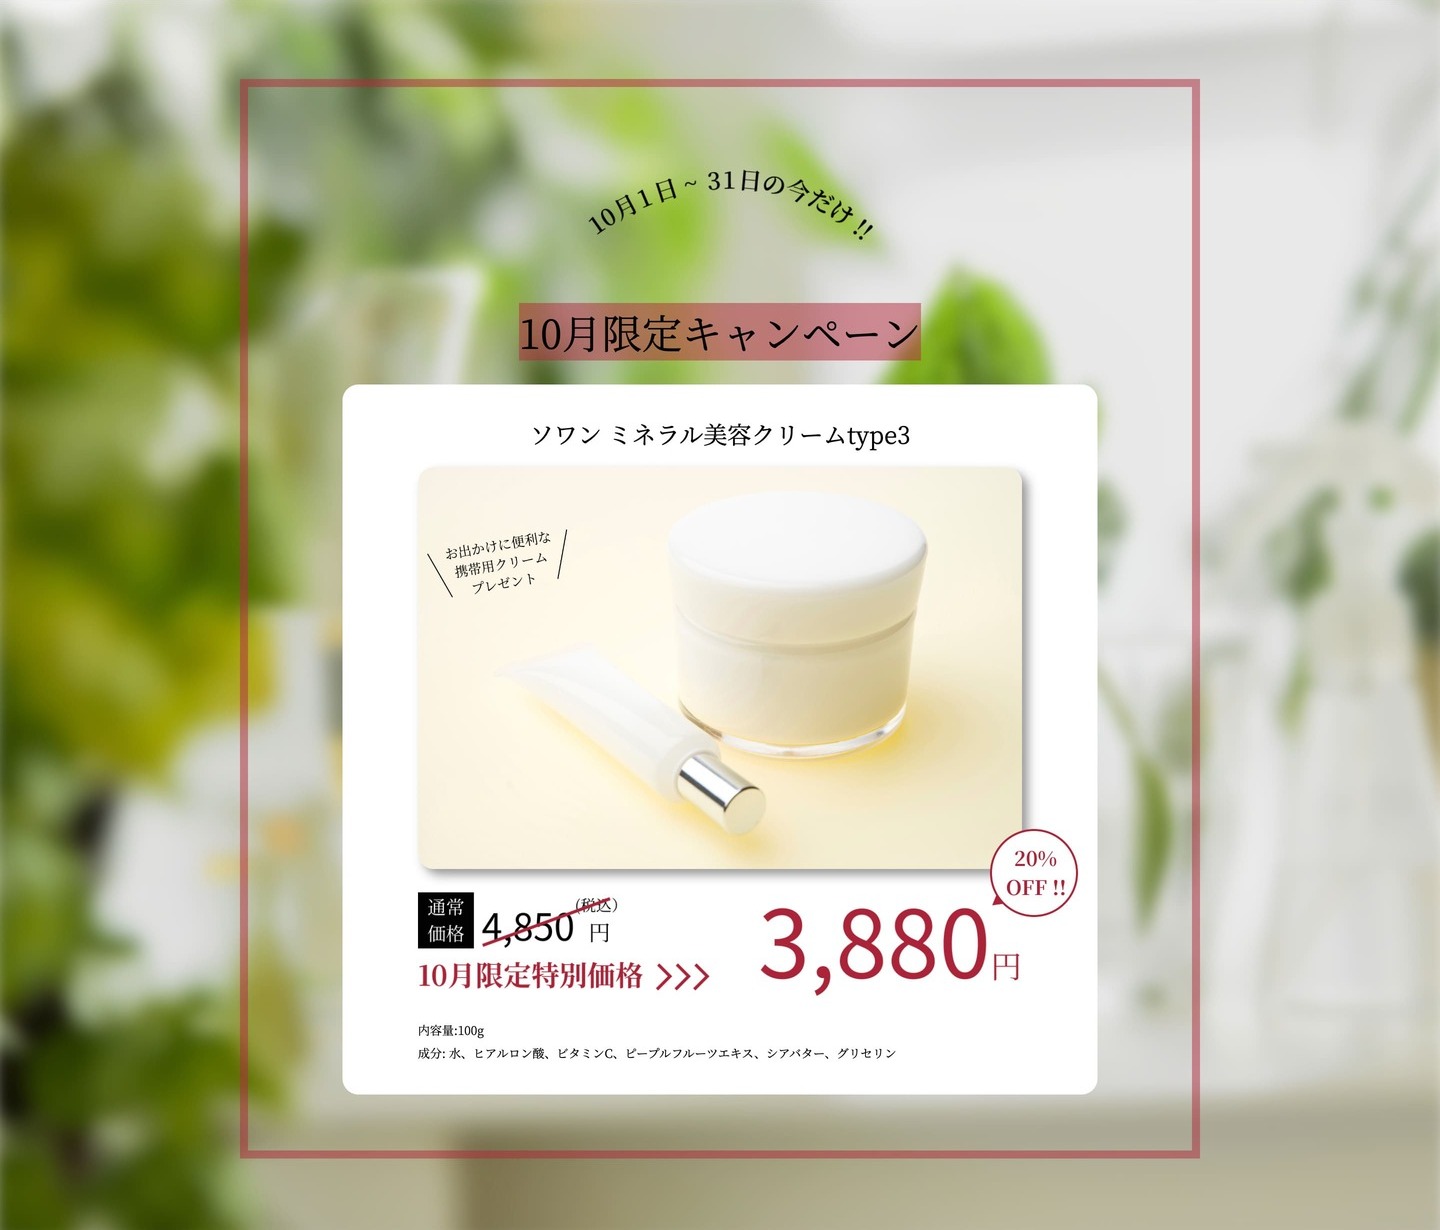 10月1日~31日の今だけ!!
10月限定キャンペーン
ソワン ミネラル美容クリームtype3
お出かけに便利な
携帯用クリーム
プレゼント
20%
OFF !!
通常
価格
4,850円(税込)
10月限定特別価格
3,880円
内容量:100g
成分: 水、ヒアルロン酸、ビタミンC、ピープルフルーツエキス、シアバター、グリセリン